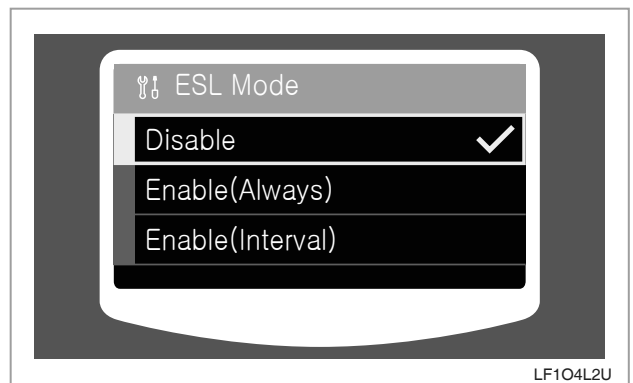 ESL Mode
Disable
Enable(Always)
Enable(Interval)
LF1O4L2U